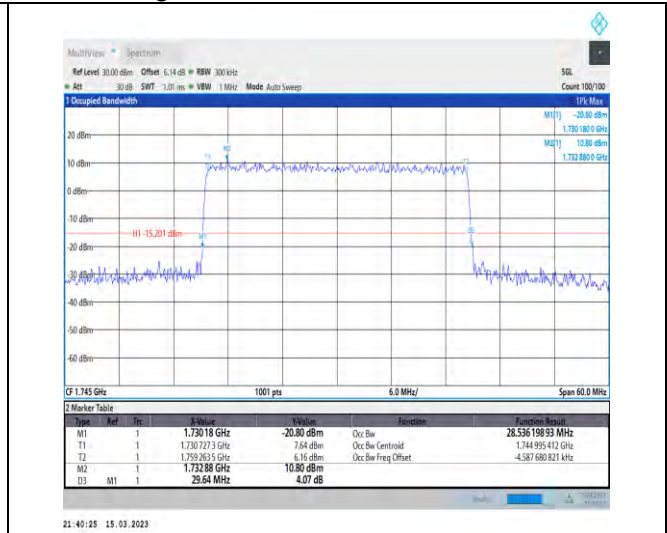 MultiView Spectrum
Ref Level 30.00 dBm Offset 6.14 dB RBW 300 kHz SGL
Att 30 dB SWT 1.01 ms VBW 1 MHz Mode Auto Sweep Count 100/100
1 Occupied Bandwidth 1Pk Max
M1[1] -20.80 dBm
1.730 180 0 GHz
M2[1] 10.80 dBm
1.732 880 0 GHz
20 dBm
M2
T1
T2
10 dBm
0 dBm
-10 dBm
H1 -15.201 dBm
M1
D3
-20 dBm
-30 dBm
-40 dBm
-50 dBm
-60 dBm
CF 1.745 GHz 1001 pts 6.0 MHz/ Span 60.0 MHz
2 Marker Table
Type Ref Trc X-Value Y-Value Function Function Result
M1 1 1.730 18 GHz -20.80 dBm Occ Bw 28.536 198 93 MHz
T1 1 1.730 727 3 GHz 7.64 dBm Occ Bw Centroid 1.744 995 412 GHz
T2 1 1.759 263 5 GHz 6.16 dBm Occ Bw Freq Offset -4.587 680 821 kHz
M2 1 1.732 88 GHz 10.80 dBm
D3 M1 1 29.64 MHz 4.07 dB
21:40:25 15.03.2023